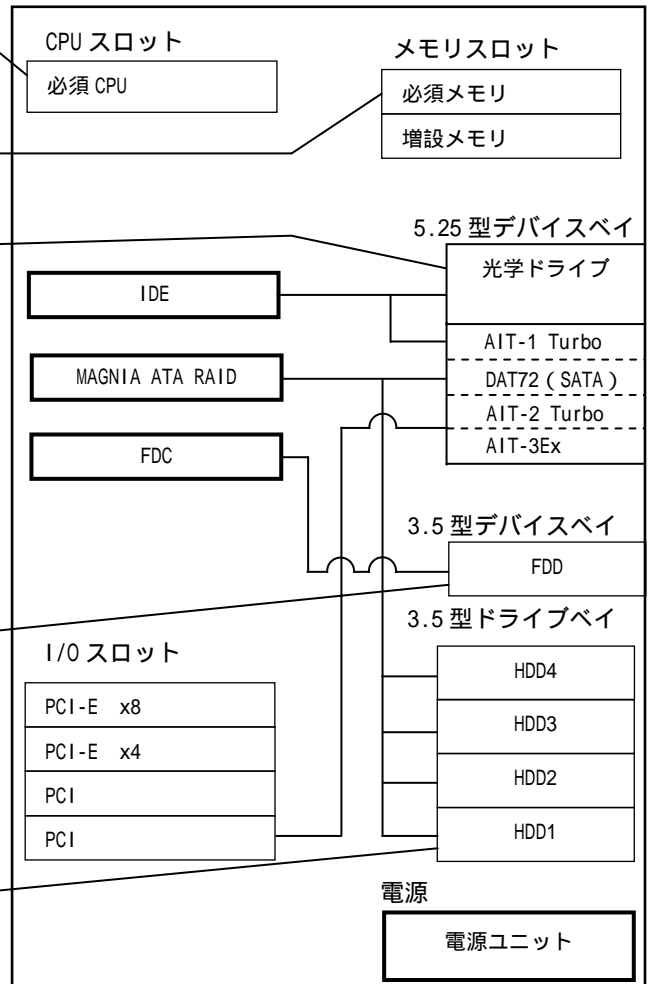 CPU スロット
必須 CPU
メモリスロット
必須メモリ
増設メモリ
5.25 型デバイスベイ
光学ドライブ
IDE
AIT-1 Turbo
MAGNIA ATA RAID
DAT72（SATA）
AIT-2 Turbo
FDC
AIT-3Ex
3.5 型デバイスベイ
FDD
3.5 型ドライブベイ
I/O スロット
HDD4
PCI-E x8
HDD3
PCI-E x4
HDD2
PCI
HDD1
PCI
電源
電源ユニット